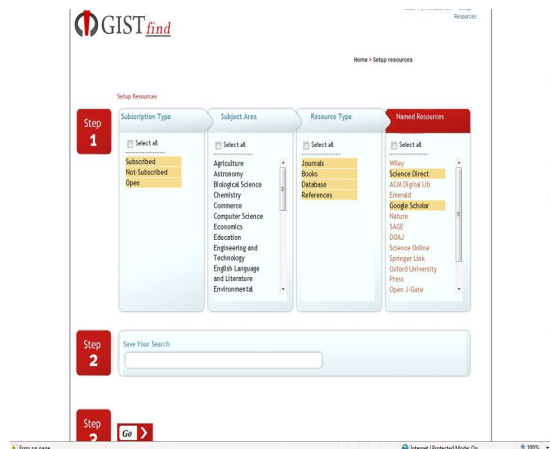 GIST find
Resources
Home > Setup resources
Setup Resources
Step
1
Subscription Type
Select all
Subscribed
Not-Subscribed
Open
Subject Area
Select all
Agriculture
Astronomy
Biological Science
Chemistry
Commerce
Computer Science
Economics
Education
Engineering and
Technology
English Language
and Literature
Environmental
Resource Type
Select all
Journals
Books
Database
References
Named Resources
Select all
Wiley
Science Direct
ACM Digital Lib
Emerald
Google Scholar
Nature
SAGE
DOAJ
Science Online
Springer Link
Oxford University
Press
Open J-Gate
Step
2
Save Your Search
Step
3
Go
Error on page
Internet | Protected Mode: On
100%